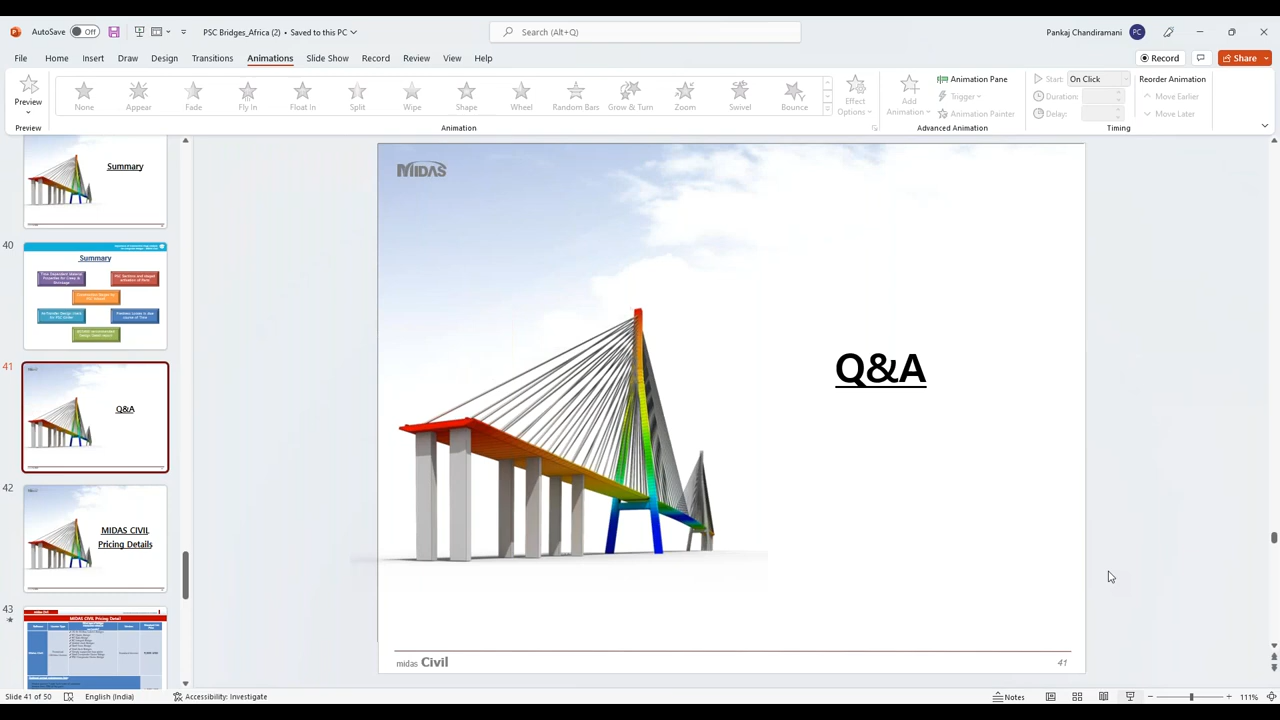 AutoSave Off PSC Bridges_Africa (2) • Saved to this PC Search (Alt+Q) Pankaj Chandiramani PC
File Home Insert Draw Design Transitions Animations Slide Show Record Review View Help Record Share
Preview None Appear Fade Fly In Float In Split Wipe Shape Wheel Random Bars Grow & Turn Zoom Swivel Bounce Effect Options Add Animation
Animation Pane
Trigger
Animation Painter
Start: On Click
Duration:
Delay:
Reorder Animation
Move Earlier
Move Later
Preview Animation Advanced Animation Timing
Summary
40
Summary
41
Q&A
42
MIDAS CIVIL
Pricing Details
43
MIDAS CIVIL Pricing Detail
MIDAS
Q&A
midas Civil
41
Slide 41 of 50 English (India) Accessibility: Investigate Notes 111%